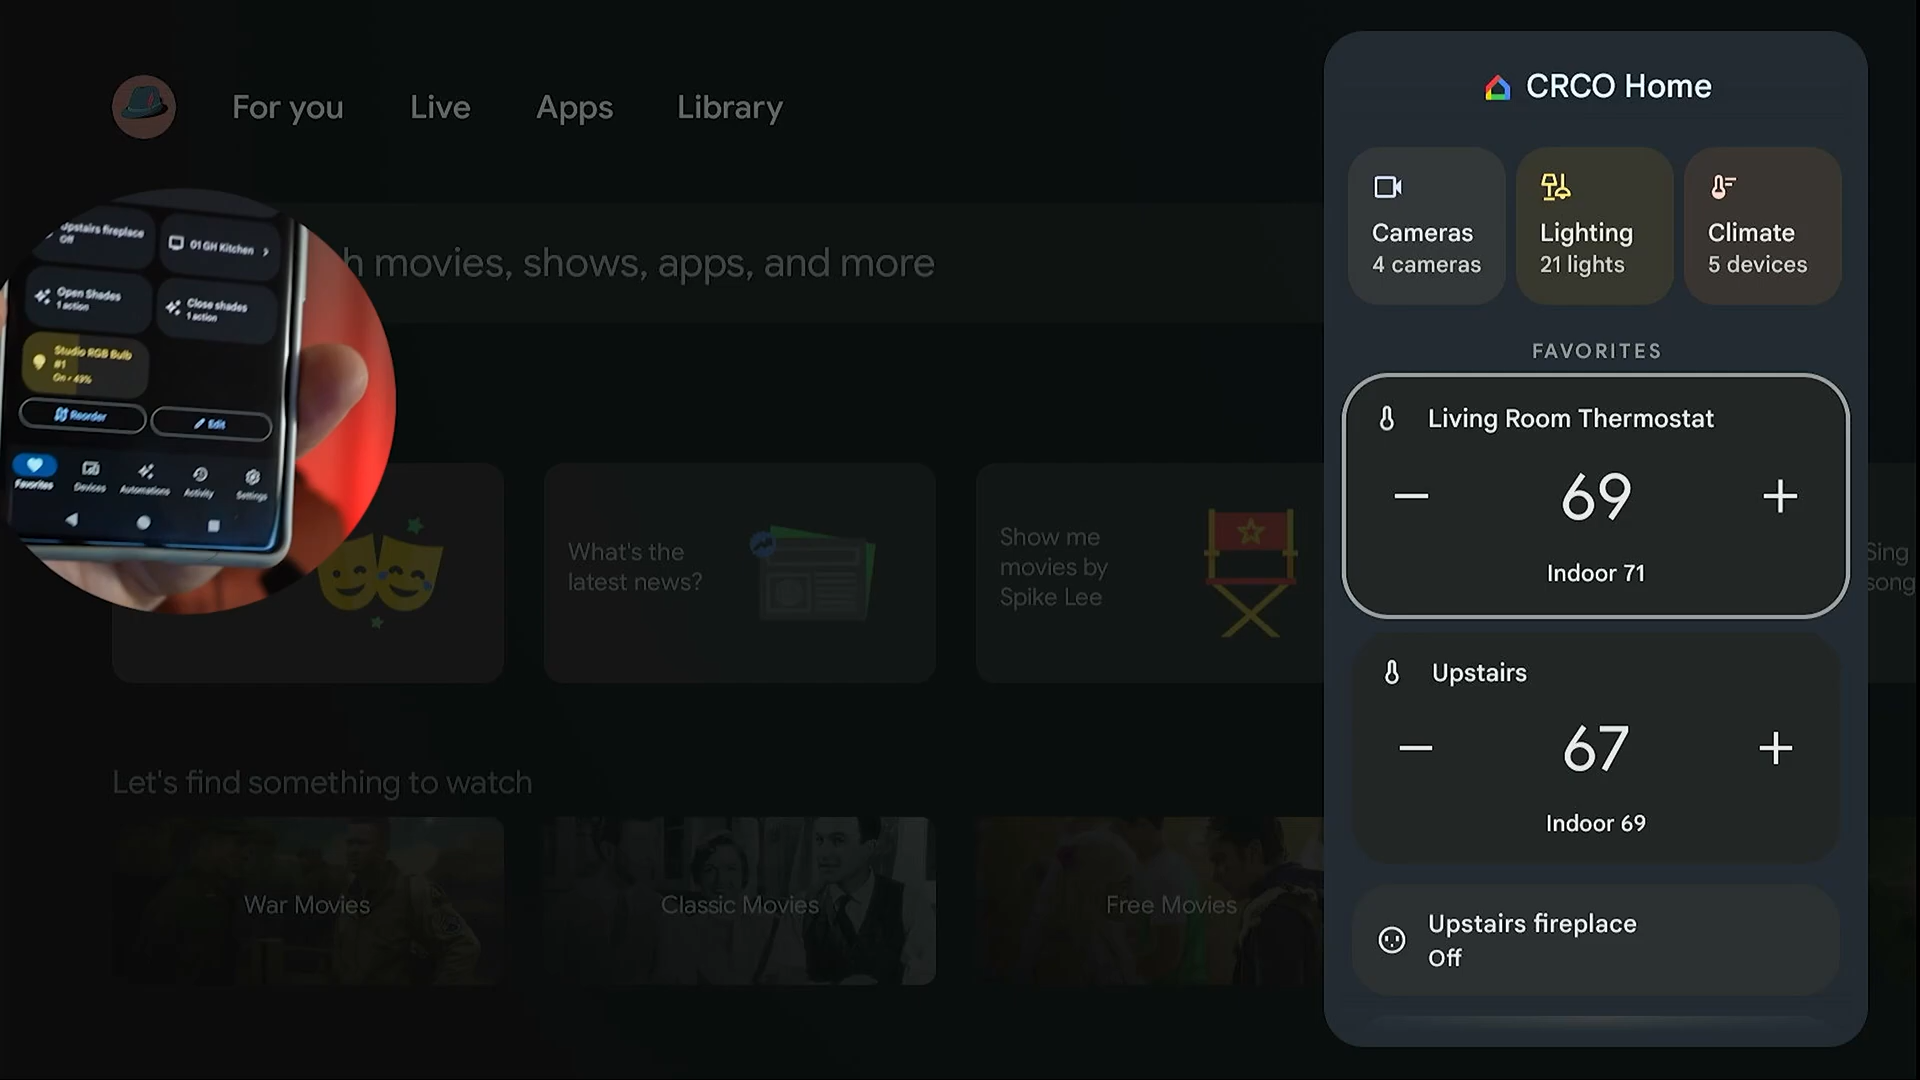 For you
Live
Apps
Library
h movies, shows, apps, and more
Upstairs fireplace
Off
01 GH Kitchen
Open Shades
1 action
Close shades
1 action
Studio RGB Bulb
#1
On • 49%
Reorder
Edit
Favorites
Devices
Automations
Activity
Settings
What's the
latest news?
Show me
movies by
Spike Lee
Sing
song
Let's find something to watch
War Movies
Classic Movies
Free Movies
CRCO Home
Cameras
4 cameras
Lighting
21 lights
Climate
5 devices
FAVORITES
Living Room Thermostat
— 69 +
Indoor 71
Upstairs
— 67 +
Indoor 69
Upstairs fireplace
Off